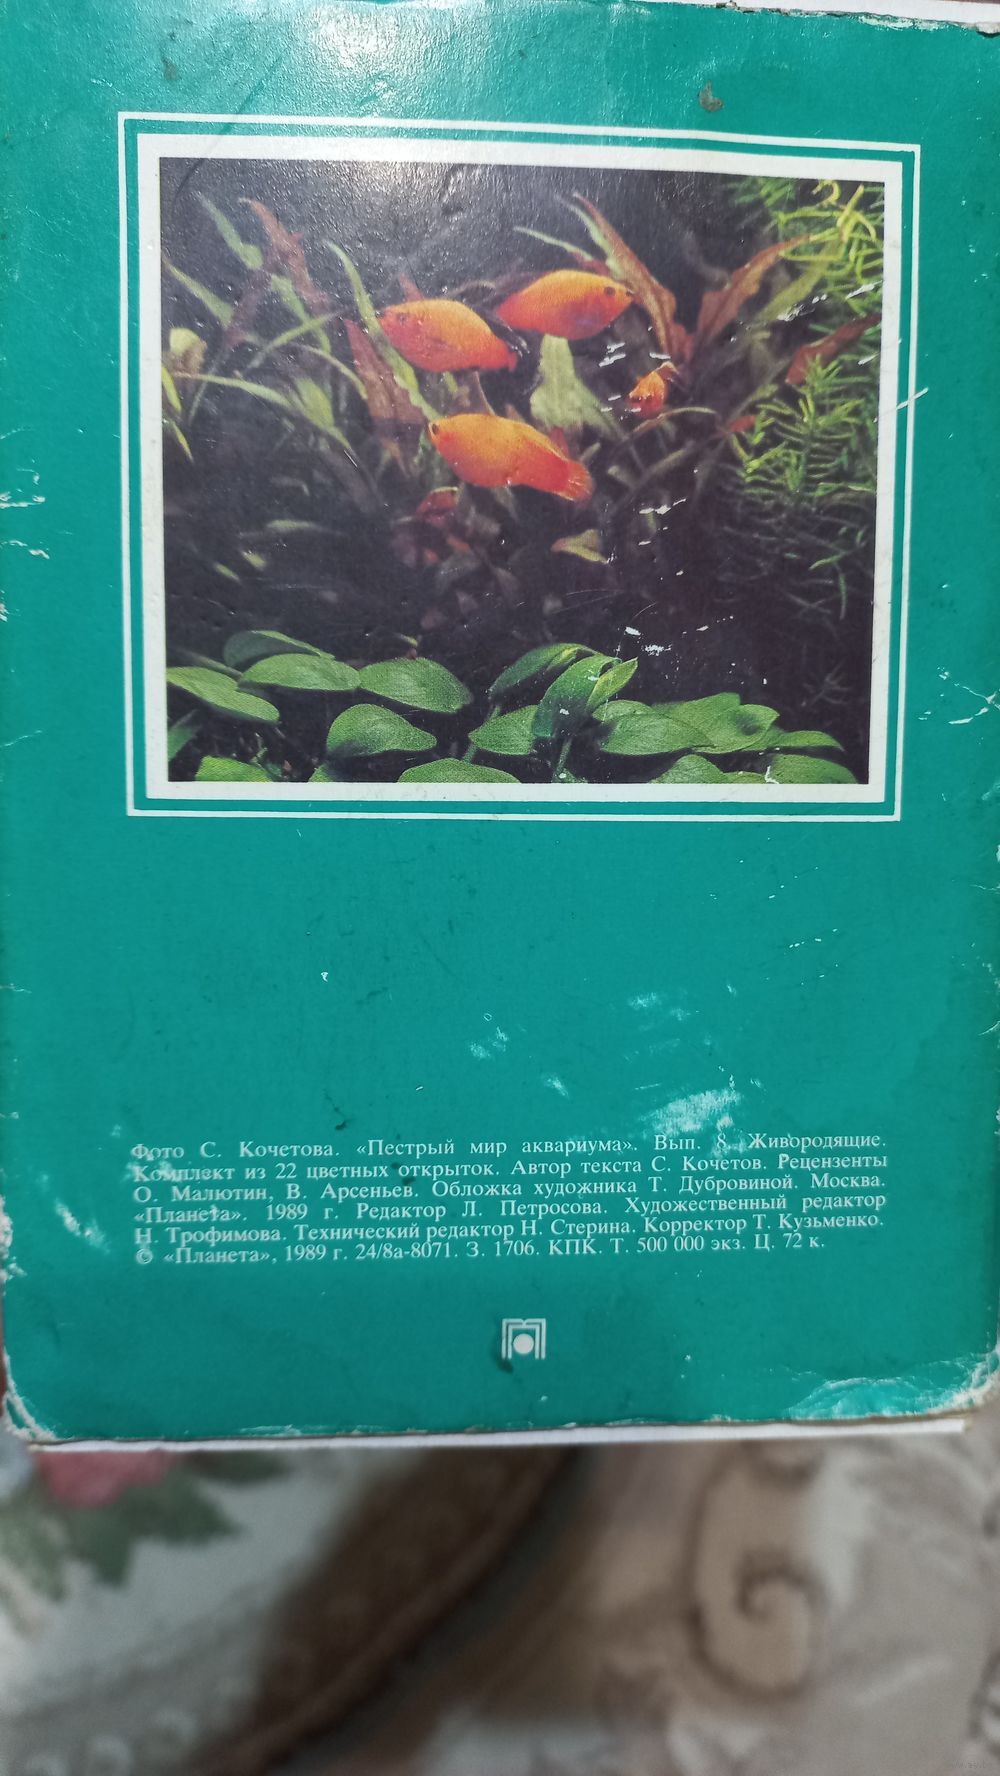 Фото С. Кочетова. «Пестрый мир аквариума». Вып. 8. Живородящие.
Комплект из 22 цветных открыток. Автор текста С. Кочетов. Рецензенты
О. Малютин, В. Арсеньев. Обложка художника Т. Дубровиной. Москва.
«Планета». 1989 г. Редактор Л. Петросова. Художественный редактор
Н. Трофимова. Технический редактор Н. Стерина. Корректор Т. Кузьменко.
© «Планета», 1989 г. 24/8а-8071. З. 1706. КПК. Т. 500 000 экз. Ц. 72 к.